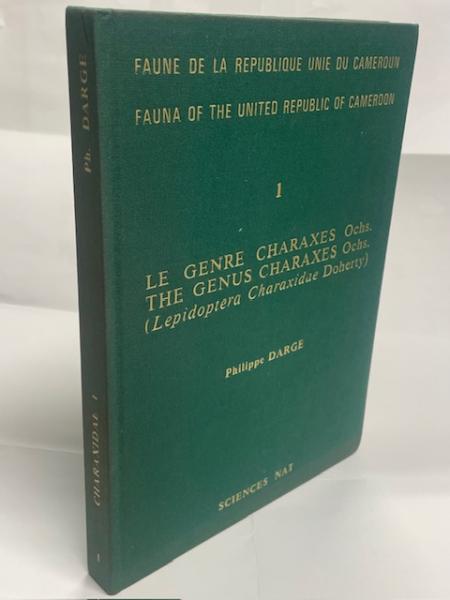 FAUNE DE LA REPUBLIQUE UNIE DU CAMEROUN
FAUNA OF THE UNITED REPUBLIC OF CAMEROON
1
LE GENRE CHARAXES Ochs.
THE GENUS CHARAXES Ochs.
(Lepidoptera Charaxidae Doherty)
Philippe DARGE
SCIENCES NAT
Ph. DARGE
CHARAXIDAE 1
1